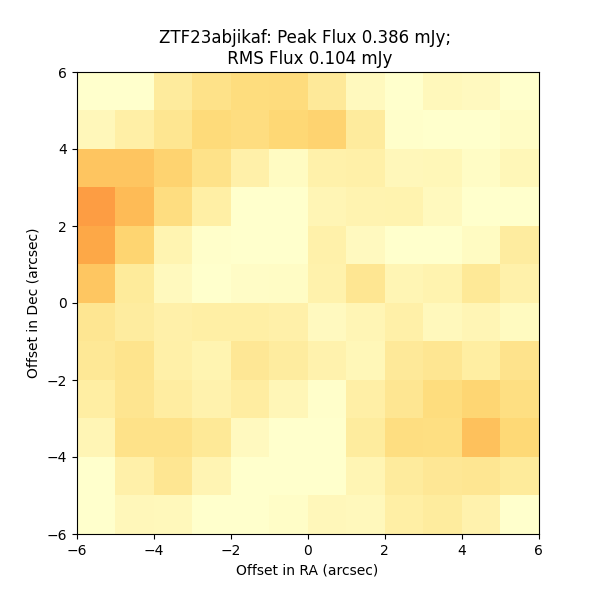 ZTF23abjikaf: Peak Flux 0.386 mJy;
RMS Flux 0.104 mJy
6
4
2
0
−2
−4
−6
Offset in Dec (arcsec)
−6 −4 −2 0 2 4 6
Offset in RA (arcsec)